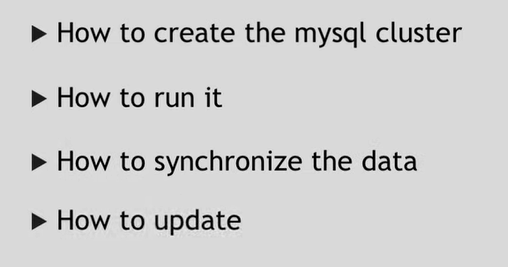 How to create the mysql cluster
How to run it
How to synchronize the data
How to update